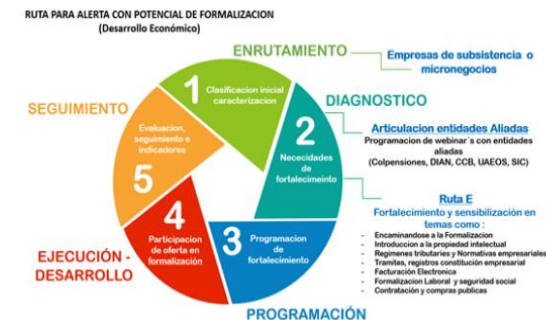 RUTA PARA ALERTA CON POTENCIAL DE FORMALIZACION
(Desarrollo Económico)
ENRUTAMIENTO
Empresas de subsistencia o
micronegocios
1
Clasificación inicial
caracterizacion
DIAGNOSTICO
2
Nececidades
de
fortalecimeinto
Articulacion entidades Aliadas
Programacion de webinar´s con entidades
aliadas
(Colpensiones, DIAN, CCB, UAEOS, SIC)
Ruta E
Fortalecimiento y sensibilización en
temas como :
- Encaminandose a la Formalizacion
- Introduccion a la propiedad intelectual
- Regimenes tributaries y Normativas empresariales
- Tramites, registros constitución empresarial
- Facturación Electronica
- Formalizacion Laboral y seguridad social
- Contratación y compras publicas
3
Programacion
de
fortalecimiento
PROGRAMACIÓN
4
Participacion
de oferta en
formalización
EJECUCIÓN -
DESARROLLO
SEGUIMIENTO
Evaluacion,
seguimiento e
indicadores
5